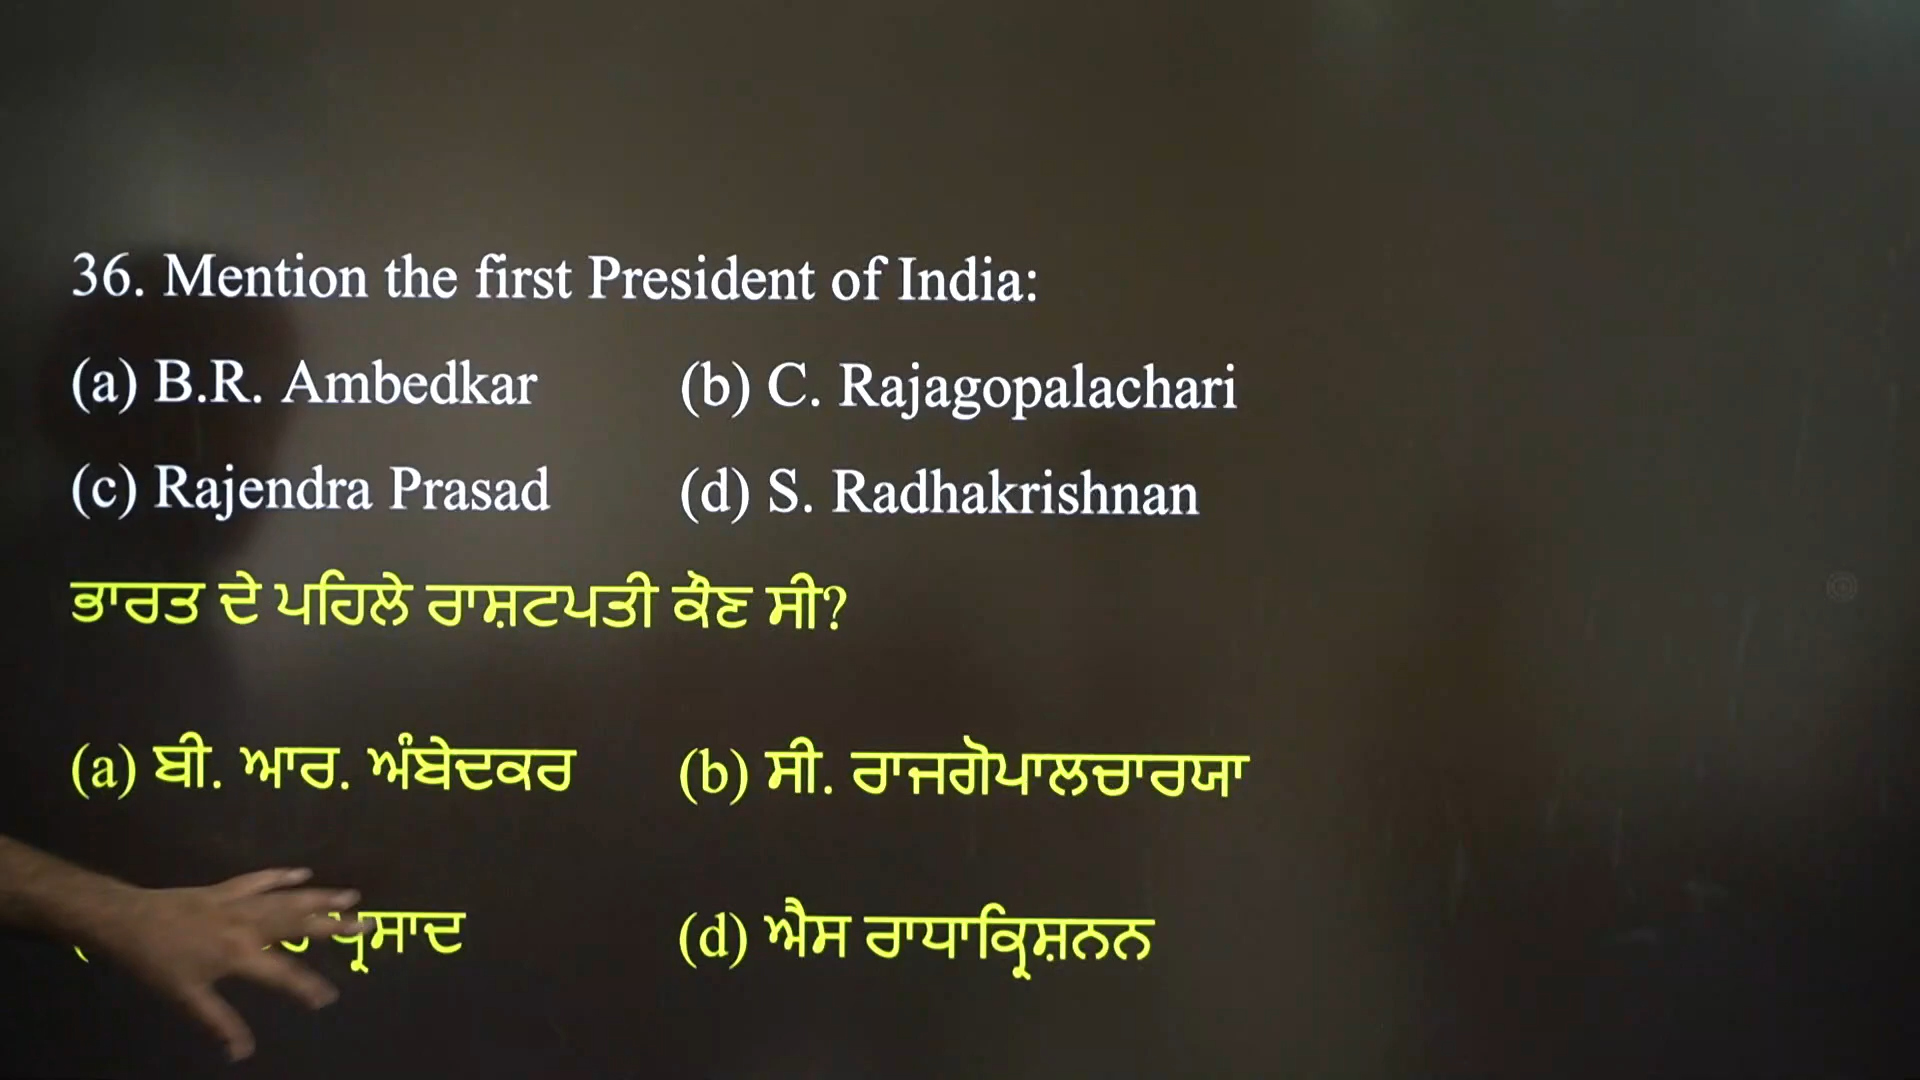 36. Mention the first President of India:
(a) B.R. Ambedkar (b) C. Rajagopalachari
(c) Rajendra Prasad (d) S. Radhakrishnan
ਭਾਰਤ ਦੇ ਪਹਿਲੇ ਰਾਸ਼ਟਪਤੀ ਕੌਣ ਸੀ?
(a) ਬੀ. ਆਰ. ਅੰਬੇਦਕਰ (b) ਸੀ. ਰਾਜਗੋਪਾਲਚਾਰਯਾ
ਪ੍ਰਸਾਦ (d) ਐਸ ਰਾਧਾਕ੍ਰਿਸ਼ਨਨ